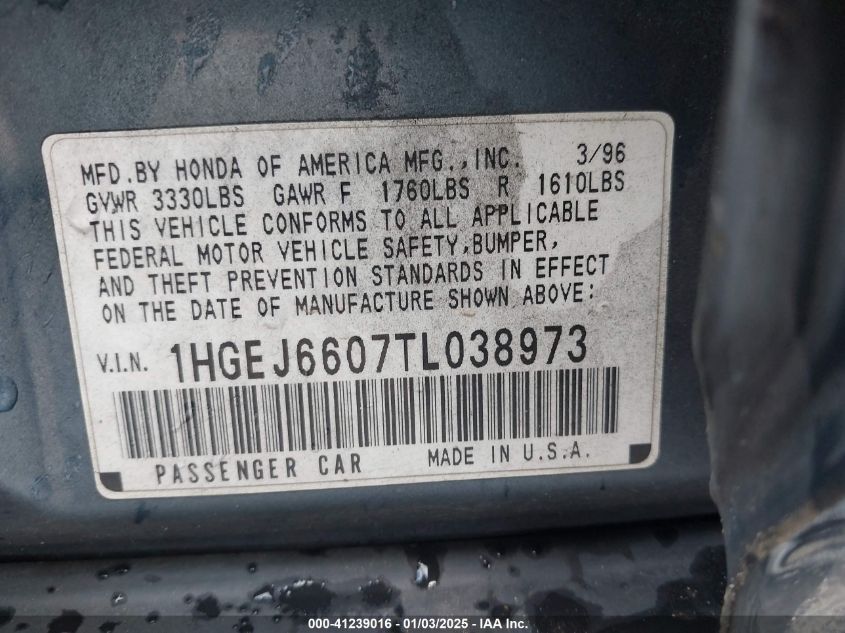 MFD.BY HONDA OF AMERICA MFG.,INC. 3/96
GVWR 3330LBS GAWR F 1760LBS R 1610LBS
THIS VEHICLE CONFORMS TO ALL APPLICABLE
FEDERAL MOTOR VEHICLE SAFETY,BUMPER,
AND THEFT PREVENTION STANDARDS IN EFFECT
ON THE DATE OF MANUFACTURE SHOWN ABOVE:
V.I.N. 1HGEJ6607TL038973
PASSENGER CAR MADE IN U.S.A.
000-41239016 - 01/03/2025 - IAA Inc.